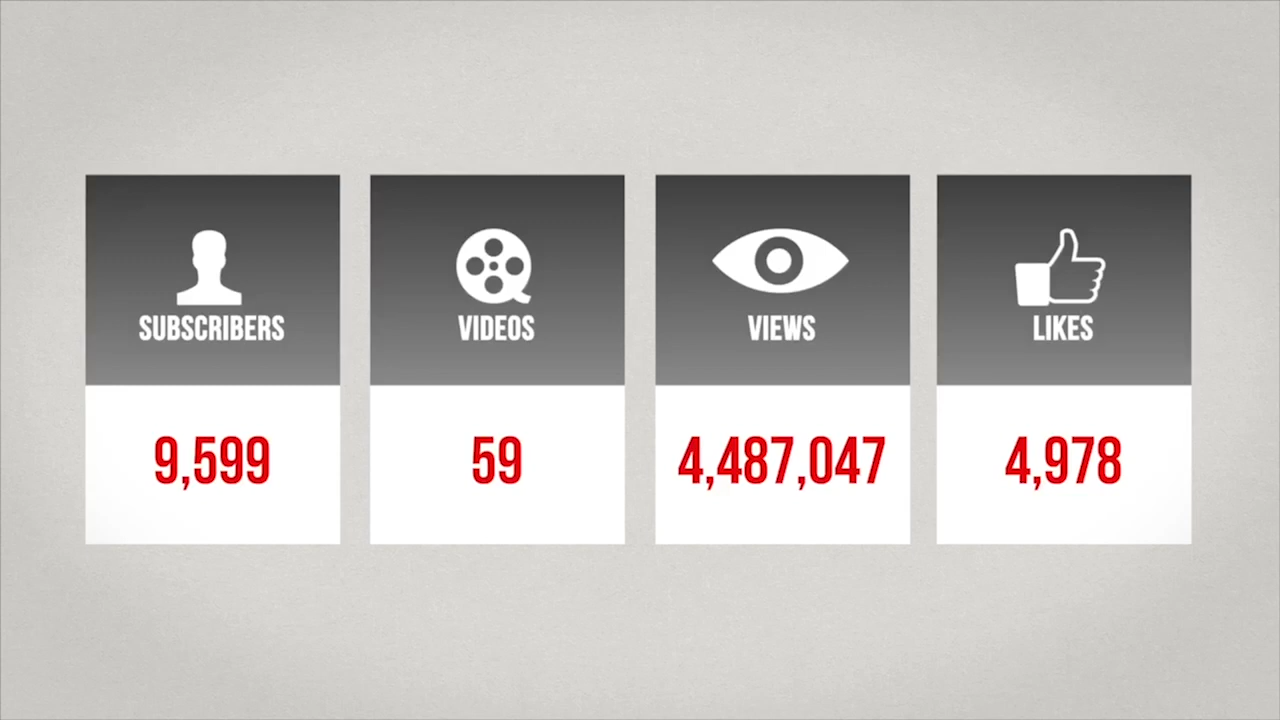 SUBSCRIBERS
VIDEOS
VIEWS
LIKES
9,599
59
4,487,047
4,978